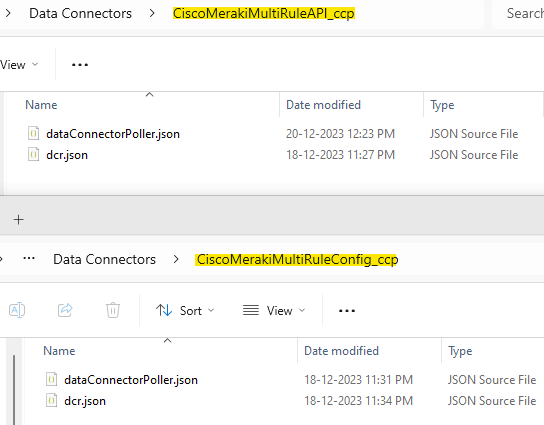 Data Connectors > CiscoMerakiMultiRuleAPI_ccp Search
View
Name Date modified Type
dataConnectorPoller.json 20-12-2023 12:23 PM JSON Source File
dcr.json 18-12-2023 11:27 PM JSON Source File
Data Connectors > CiscoMerakiMultiRuleConfig_ccp
Sort View
Name Date modified Type
dataConnectorPoller.json 18-12-2023 11:31 PM JSON Source File
dcr.json 18-12-2023 11:34 PM JSON Source File